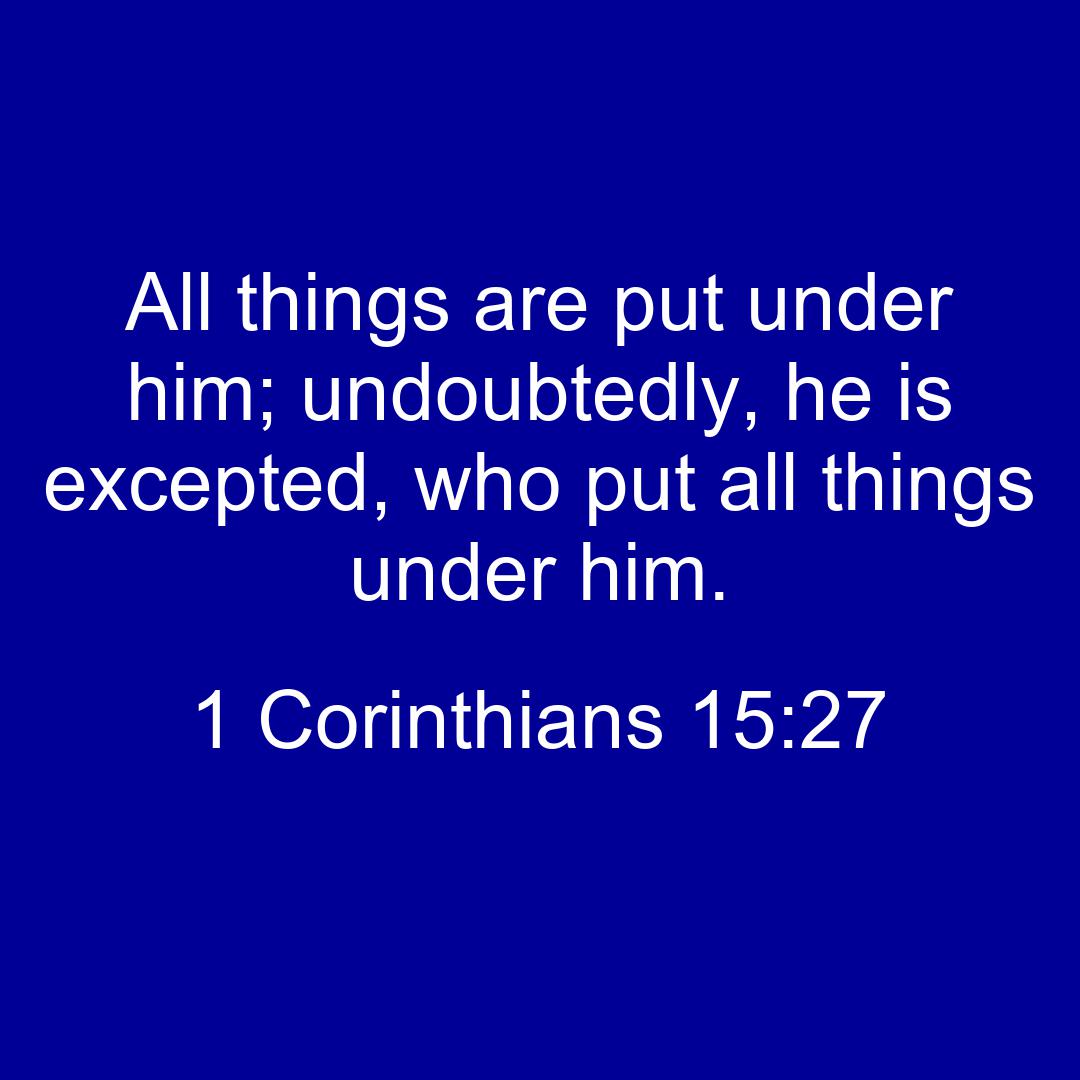 All things are put under
him; undoubtedly, he is
excepted, who put all things
under him.
1 Corinthians 15:27